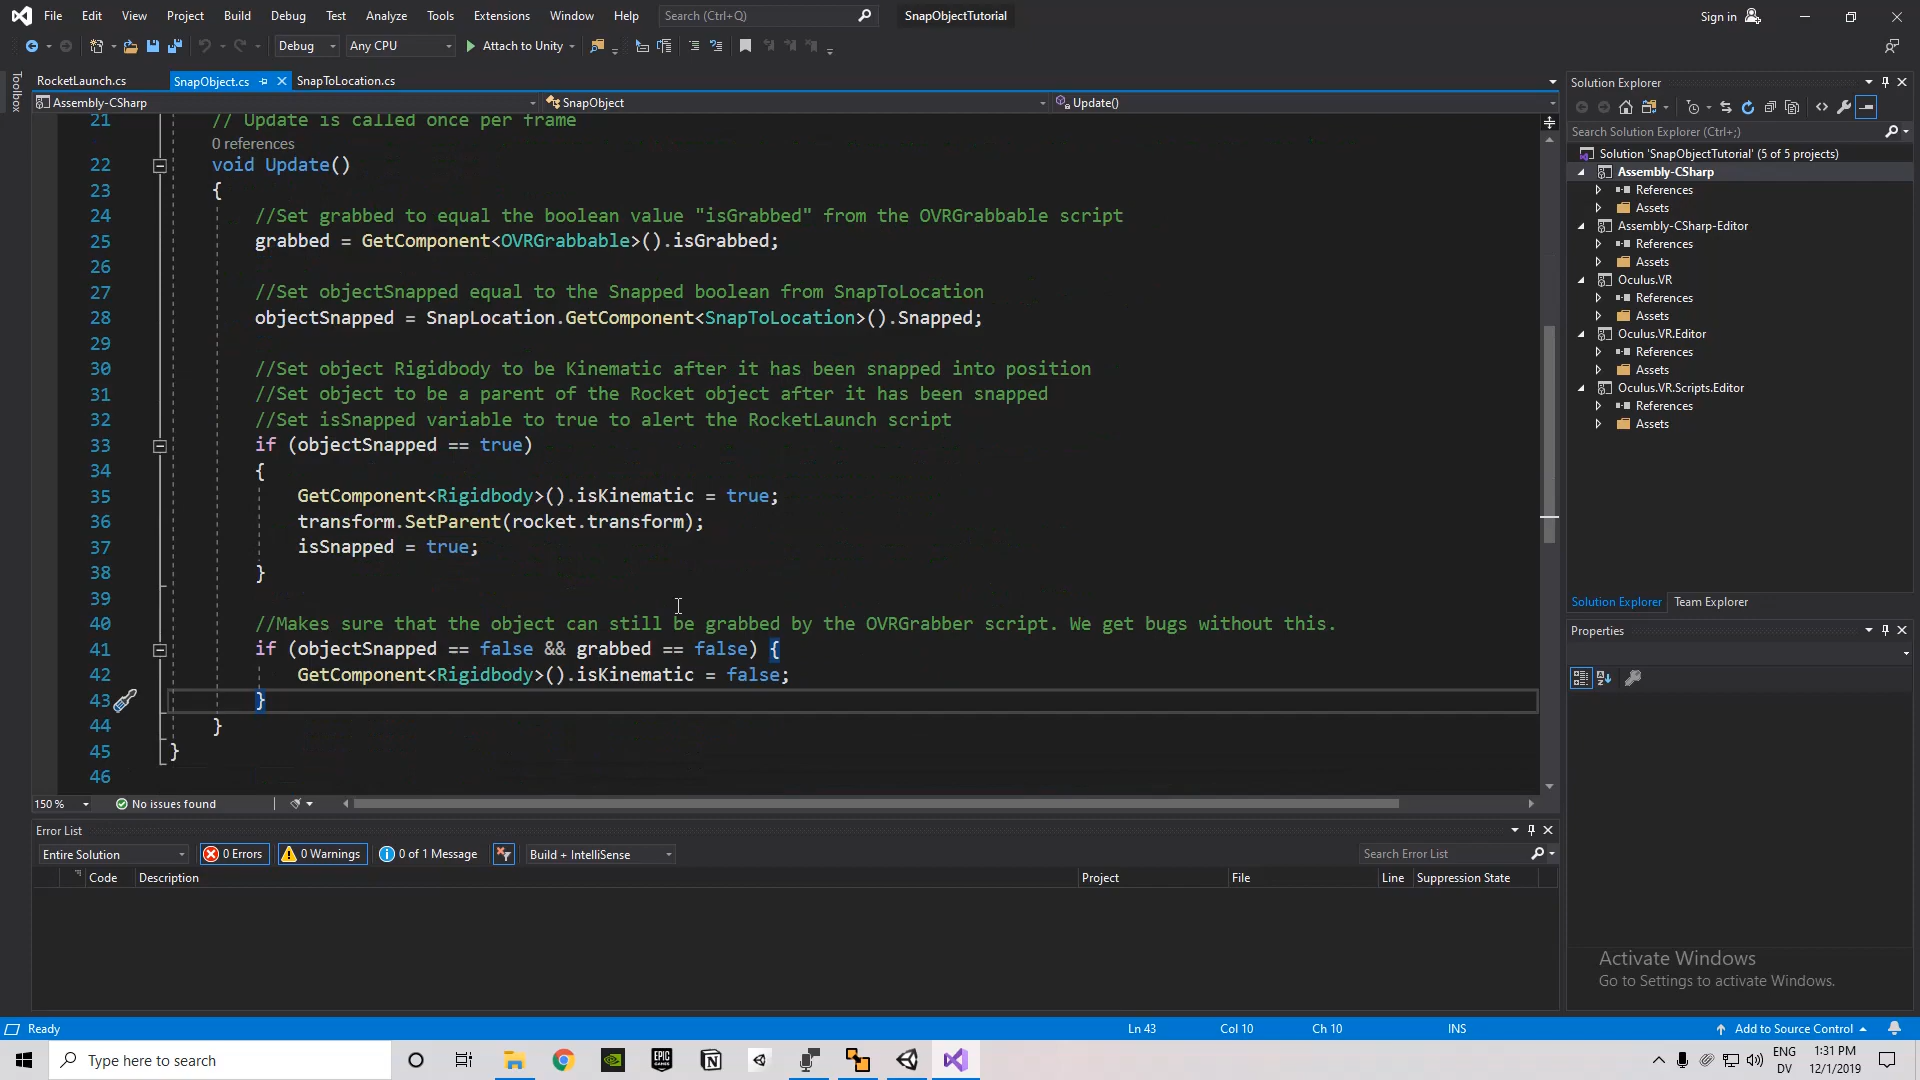 File Edit View Project Build Debug Test Analyze Tools Extensions Window Help Search (Ctrl+Q) SnapObjectTutorial Sign in
Debug Any CPU Attach to Unity
Toolbox
RocketLaunch.cs SnapObject.cs SnapToLocation.cs
Assembly-CSharp SnapObject Update()
21 // Update is called once per frame
0 references
22 void Update()
23 {
24 //Set grabbed to equal the boolean value "isGrabbed" from the OVRGrabbable script
25 grabbed = GetComponent<OVRGrabbable>().isGrabbed;
26
27 //Set objectSnapped equal to the Snapped boolean from SnapToLocation
28 objectSnapped = SnapLocation.GetComponent<SnapToLocation>().Snapped;
29
30 //Set object Rigidbody to be Kinematic after it has been snapped into position
31 //Set object to be a parent of the Rocket object after it has been snapped
32 //Set isSnapped variable to true to alert the RocketLaunch script
33 if (objectSnapped == true)
34 {
35 GetComponent<Rigidbody>().isKinematic = true;
36 transform.SetParent(rocket.transform);
37 isSnapped = true;
38 }
39
40 //Makes sure that the object can still be grabbed by the OVRGrabber script. We get bugs without this.
41 if (objectSnapped == false && grabbed == false) {
42 GetComponent<Rigidbody>().isKinematic = false;
43 }
44 }
45 }
46
150 % No issues found
Error List
Entire Solution 0 Errors 0 Warnings 0 of 1 Message Build + IntelliSense Search Error List
Code Description Project File Line Suppression State
Solution Explorer
Search Solution Explorer (Ctrl+;)
Solution 'SnapObjectTutorial' (5 of 5 projects)
Assembly-CSharp
References
Assets
Assembly-CSharp-Editor
References
Assets
Oculus.VR
References
Assets
Oculus.VR.Editor
References
Assets
Oculus.VR.Scripts.Editor
References
Assets
Solution Explorer Team Explorer
Properties
Activate Windows
Go to Settings to activate Windows.
Ready Ln 43 Col 10 Ch 10 INS Add to Source Control
Type here to search EPIC GAMES ENG DV 1:31 PM 12/1/2019